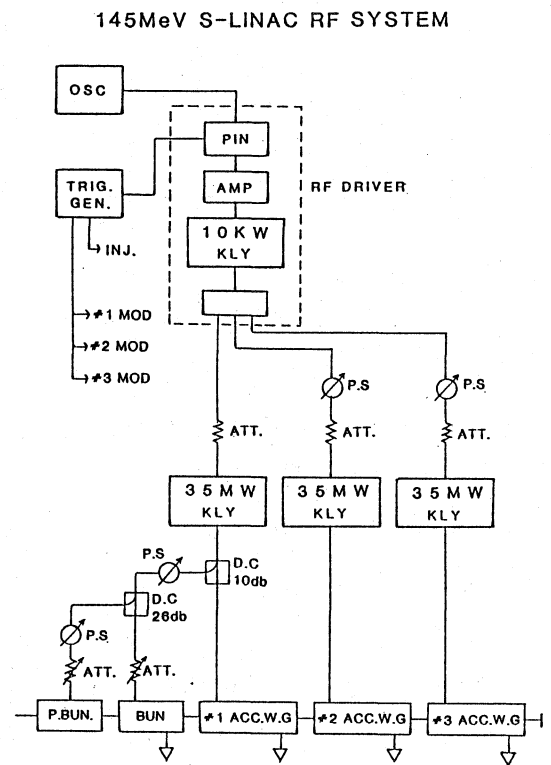 145MeV S-LINAC RF SYSTEM
OSC
PIN
TRIG.
GEN.
AMP
RF DRIVER
10KW
KLY
INJ.
#1 MOD
#2 MOD
#3 MOD
P.S
P.S
ATT.
ATT.
ATT.
35MW
KLY
35MW
KLY
35MW
KLY
P.S
D.C
10db
D.C
26db
P.S
ATT.
ATT.
P.BUN.
BUN
#1 ACC.W.G
#2 ACC.W.G
#3 ACC.W.G